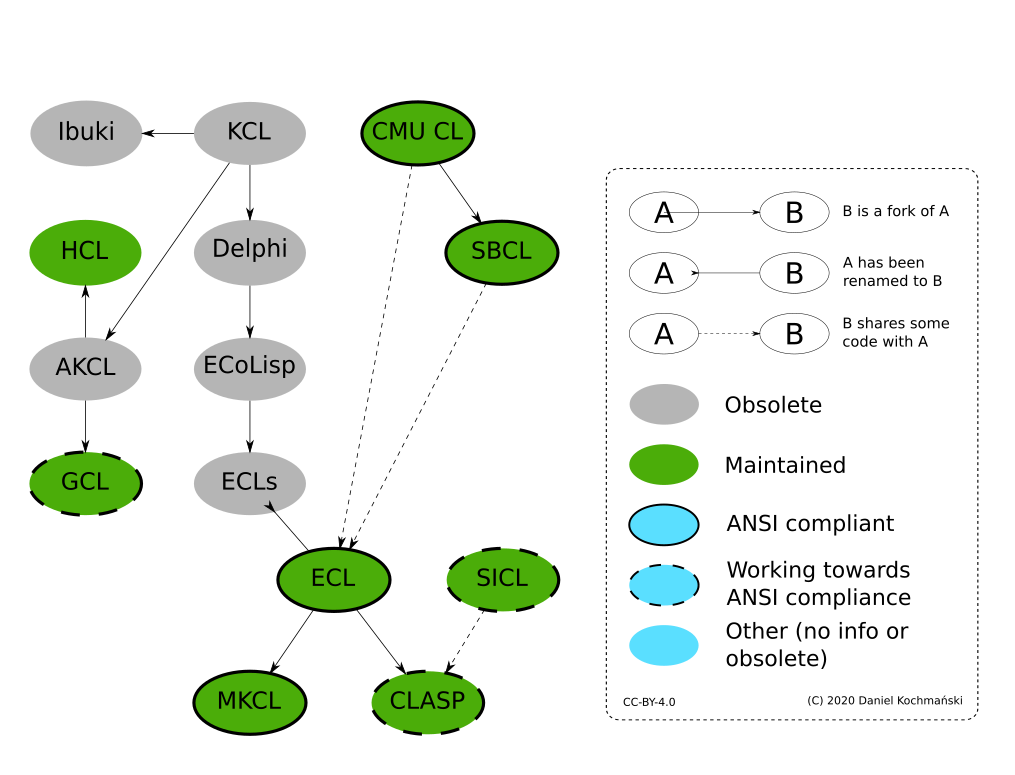 Ibuki
KCL
CMU CL
HCL
Delphi
SBCL
AKCL
ECoLisp
GCL
ECLs
ECL
SICL
MKCL
CLASP
A
B
B is a fork of A
A
B
A has been
renamed to B
A
B
B shares some
code with A
Obsolete
Maintained
ANSI compliant
Working towards
ANSI compliance
Other (no info or
obsolete)
CC-BY-4.0
(C) 2020 Daniel Kochmański